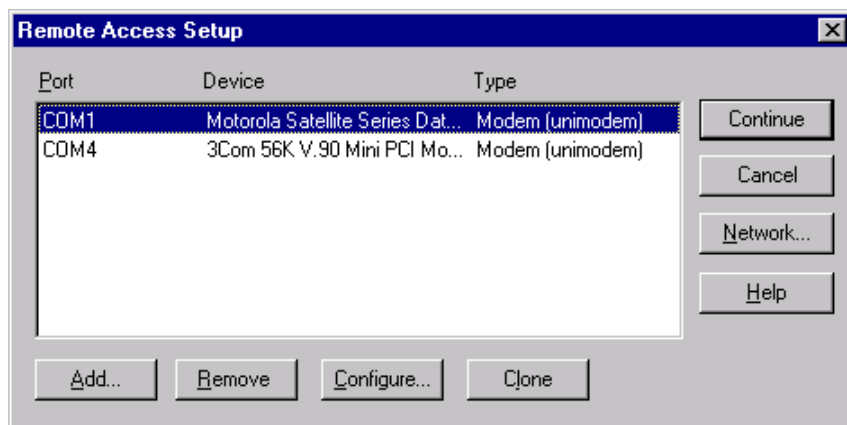 Remote Access Setup
Port Device Type
COM1 Motorola Satellite Series Dat... Modem (unimodem)
COM4 3Com 56K V.90 Mini PCI Mo... Modem (unimodem)
Continue
Cancel
Network...
Help
Add... Remove Configure... Clone